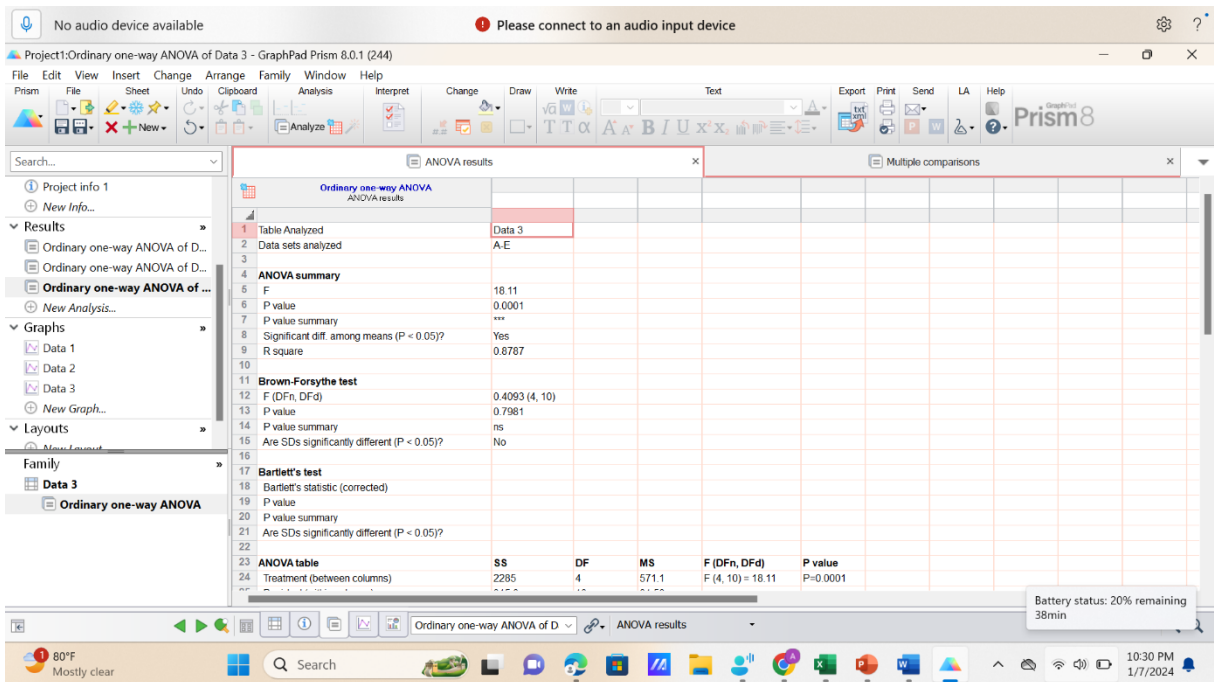 No audio device available
Please connect to an audio input device
Project1:Ordinary one-way ANOVA of Data 3 - GraphPad Prism 8.0.1 (244)
File Edit View Insert Change Arrange Family Window Help
Prism File Sheet Undo Clipboard Analysis Interpret Change Draw Write Text Export Print Send LA Help
New Analyze GraphPad Prism8
Search... ANOVA results Multiple comparisons
Project info 1
New Info...
Results
Ordinary one-way ANOVA of D...
Ordinary one-way ANOVA of D...
Ordinary one-way ANOVA of ...
New Analysis...
Graphs
Data 1
Data 2
Data 3
New Graph...
Layouts
New Layout
Family
Data 3
Ordinary one-way ANOVA
Ordinary one-way ANOVA
ANOVA results
1 Table Analyzed Data 3
2 Data sets analyzed A-E
3
4 ANOVA summary
5 F 18.11
6 P value 0.0001
7 P value summary ***
8 Significant diff. among means (P < 0.05)? Yes
9 R square 0.8787
10
11 Brown-Forsythe test
12 F (DFn, DFd) 0.4093 (4, 10)
13 P value 0.7981
14 P value summary ns
15 Are SDs significantly different (P < 0.05)? No
16
17 Bartlett's test
18 Bartlett's statistic (corrected)
19 P value
20 P value summary
21 Are SDs significantly different (P < 0.05)?
22
23 ANOVA table SS DF MS F (DFn, DFd) P value
24 Treatment (between columns) 2285 4 571.1 F (4, 10) = 18.11 P=0.0001
Battery status: 20% remaining
38min
Ordinary one-way ANOVA of D ANOVA results
80°F
Mostly clear
Search
10:30 PM
1/7/2024